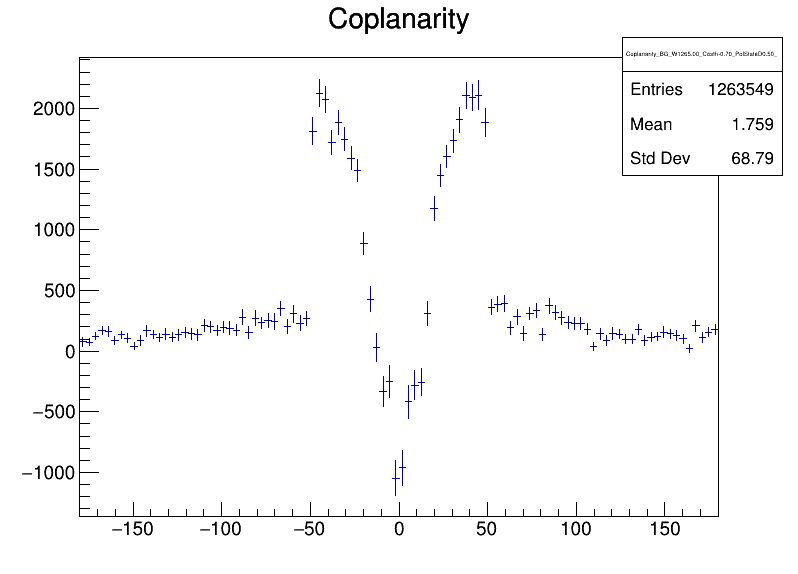 Coplanarity
Coplanarity_BG_W1265.00_Costh-0.70_PolStateD0.50_
Entries 1263549
Mean 1.759
Std Dev 68.79
2000
1500
1000
500
0
−500
−1000
−150 −100 −50 0 50 100 150